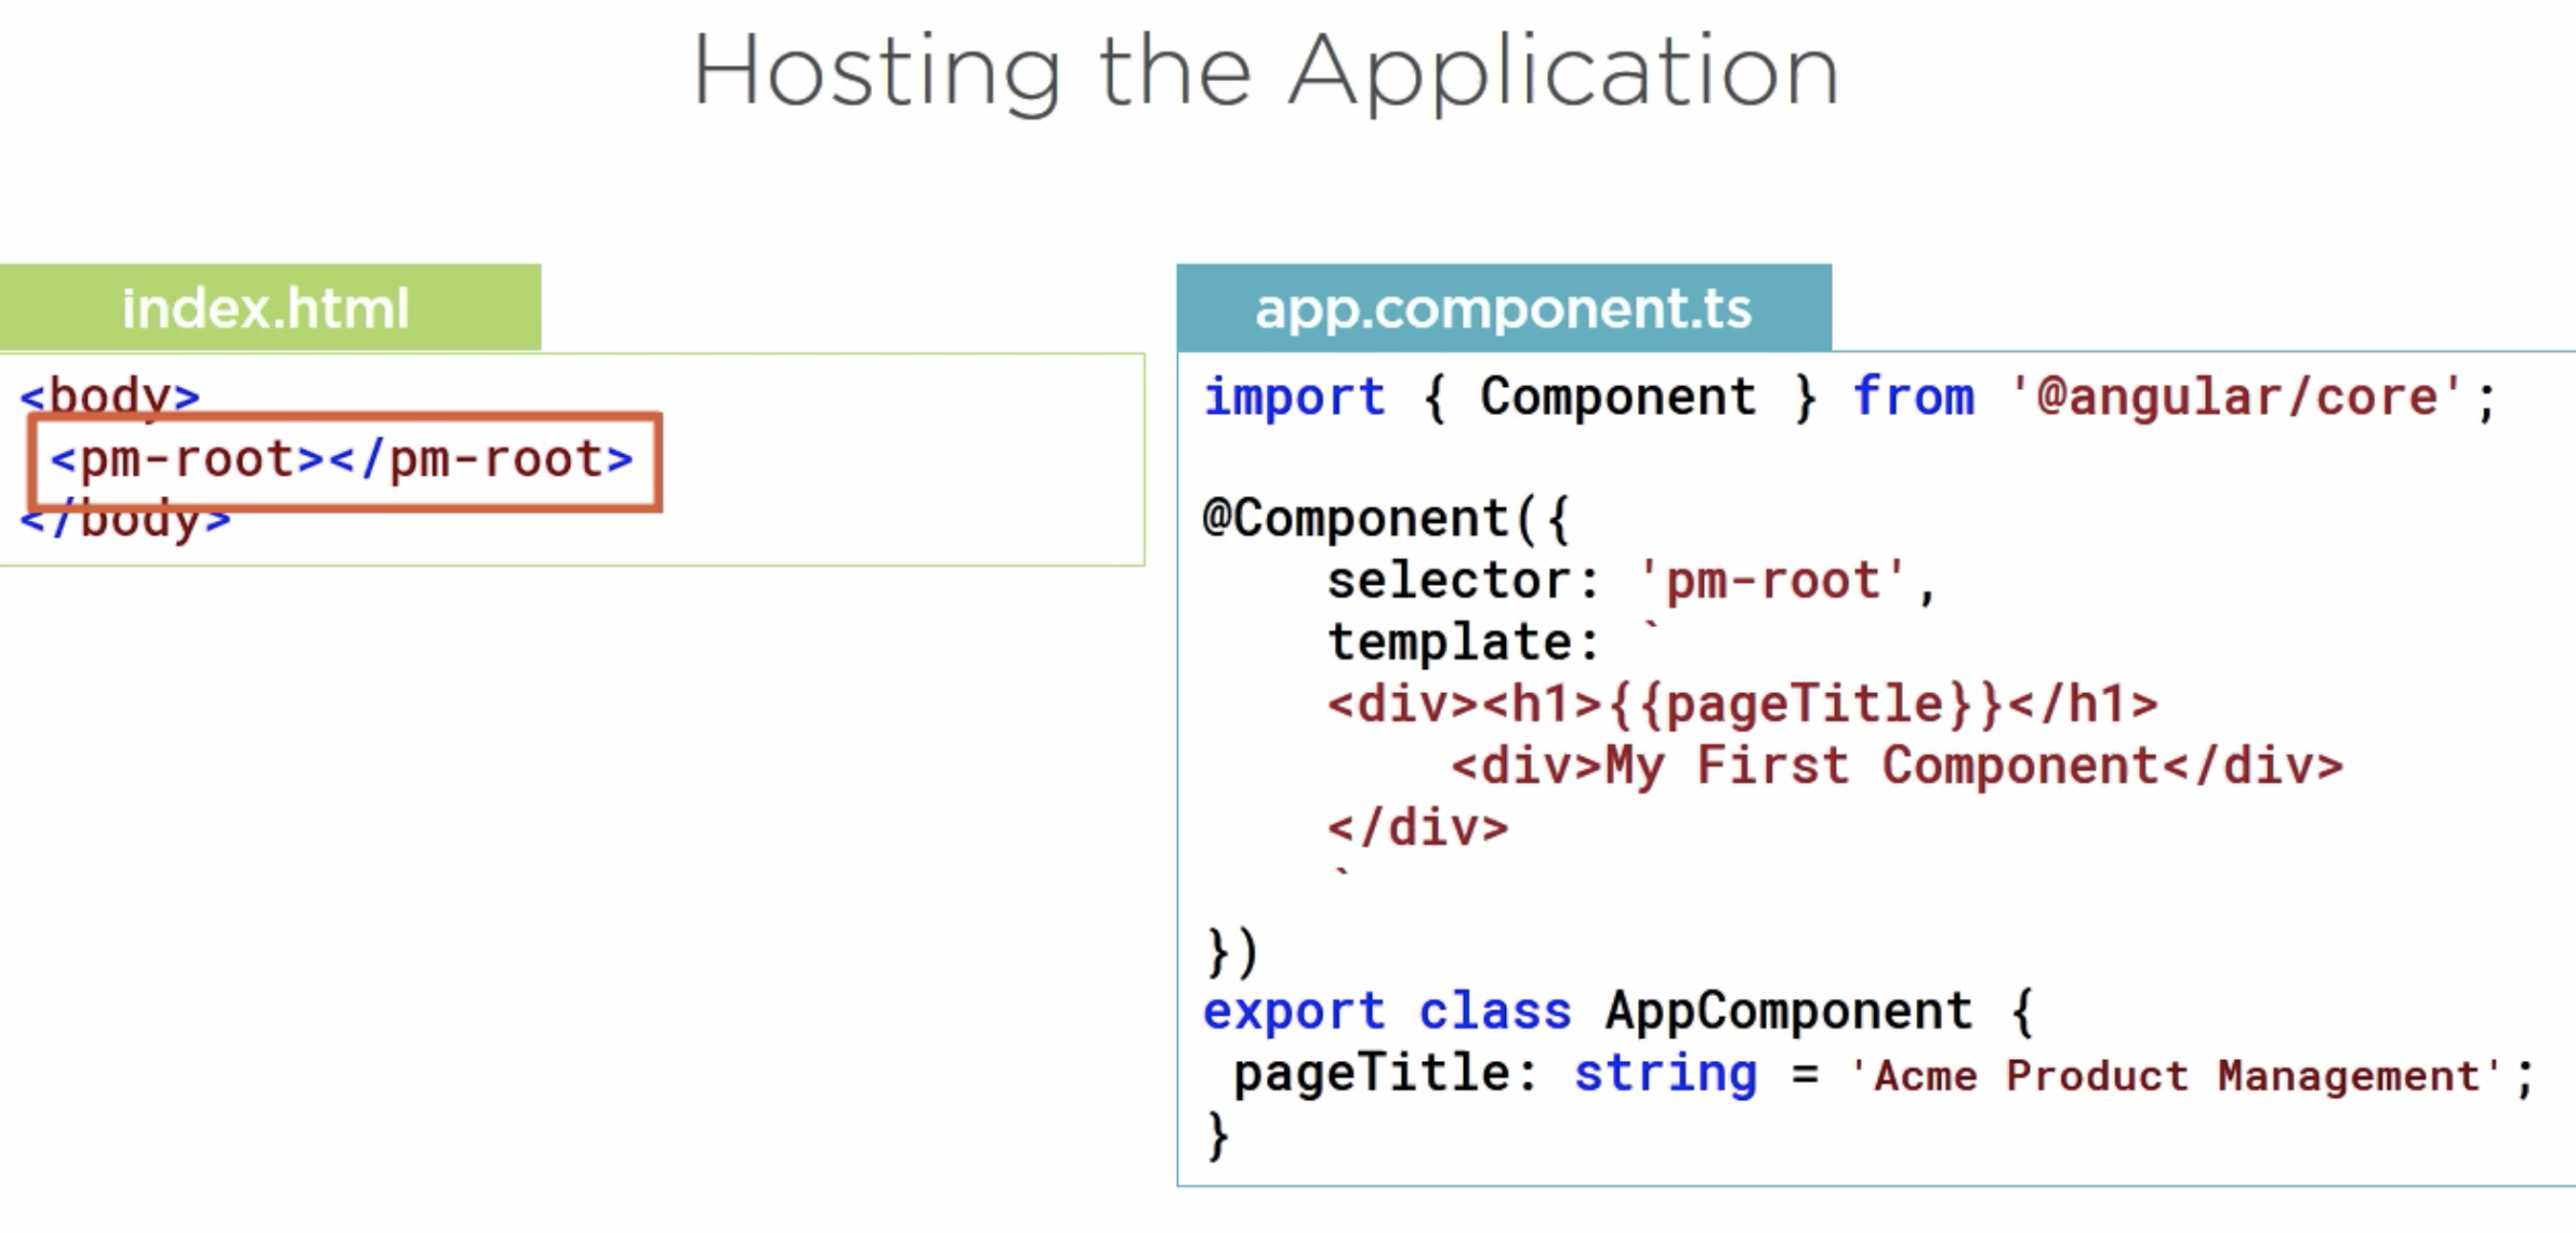 Hosting the Application
index.html
<body>
<pm-root></pm-root>
</body>
app.component.ts
import { Component } from '@angular/core';
@Component({
    selector: 'pm-root',
    template: `
    <div><h1>{{pageTitle}}</h1>
        <div>My First Component</div>
    </div>
    `
})
export class AppComponent {
 pageTitle: string = 'Acme Product Management';
}